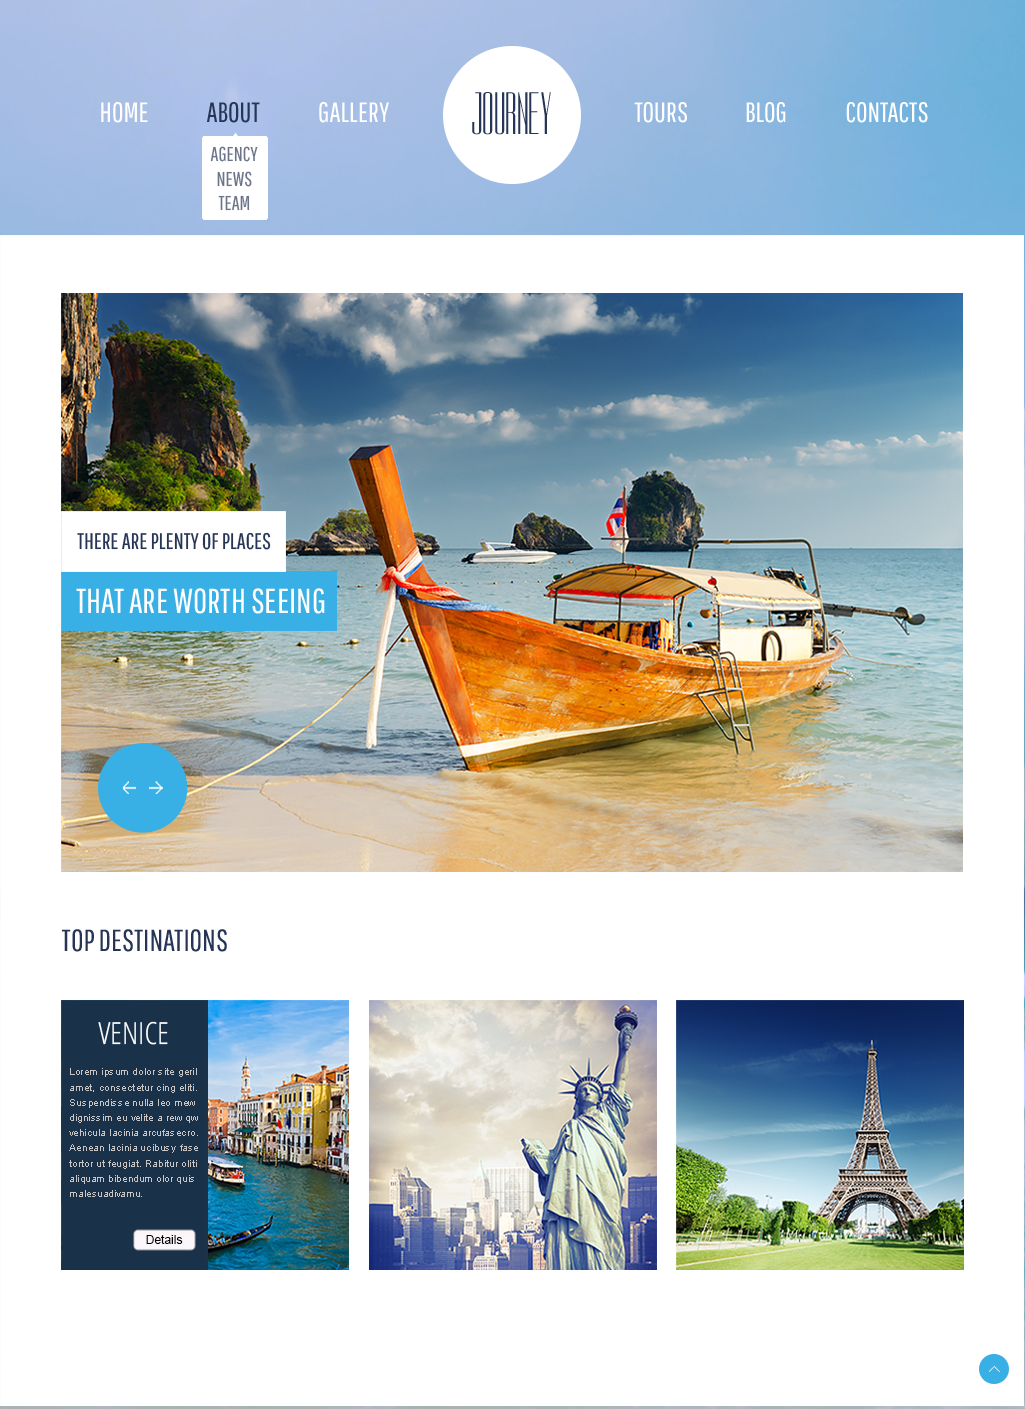 HOME
ABOUT
GALLERY
JOURNEY
TOURS
BLOG
CONTACTS
AGENCY
NEWS
TEAM
THERE ARE PLENTY OF PLACES
THAT ARE WORTH SEEING
TOP DESTINATIONS
VENICE
Lorem ipsum dolor site geril
amet, consectetur cing eliti.
Suspendisse nulla leo mew
dignissim eu velite a rew qw
vehicula lacinia arcufasecro.
Aenean lacinia ucibusy fase
tortor ut feugiat. Rabitur oliti
aliquam bibendum olor quis
malesuadivamu.
Details